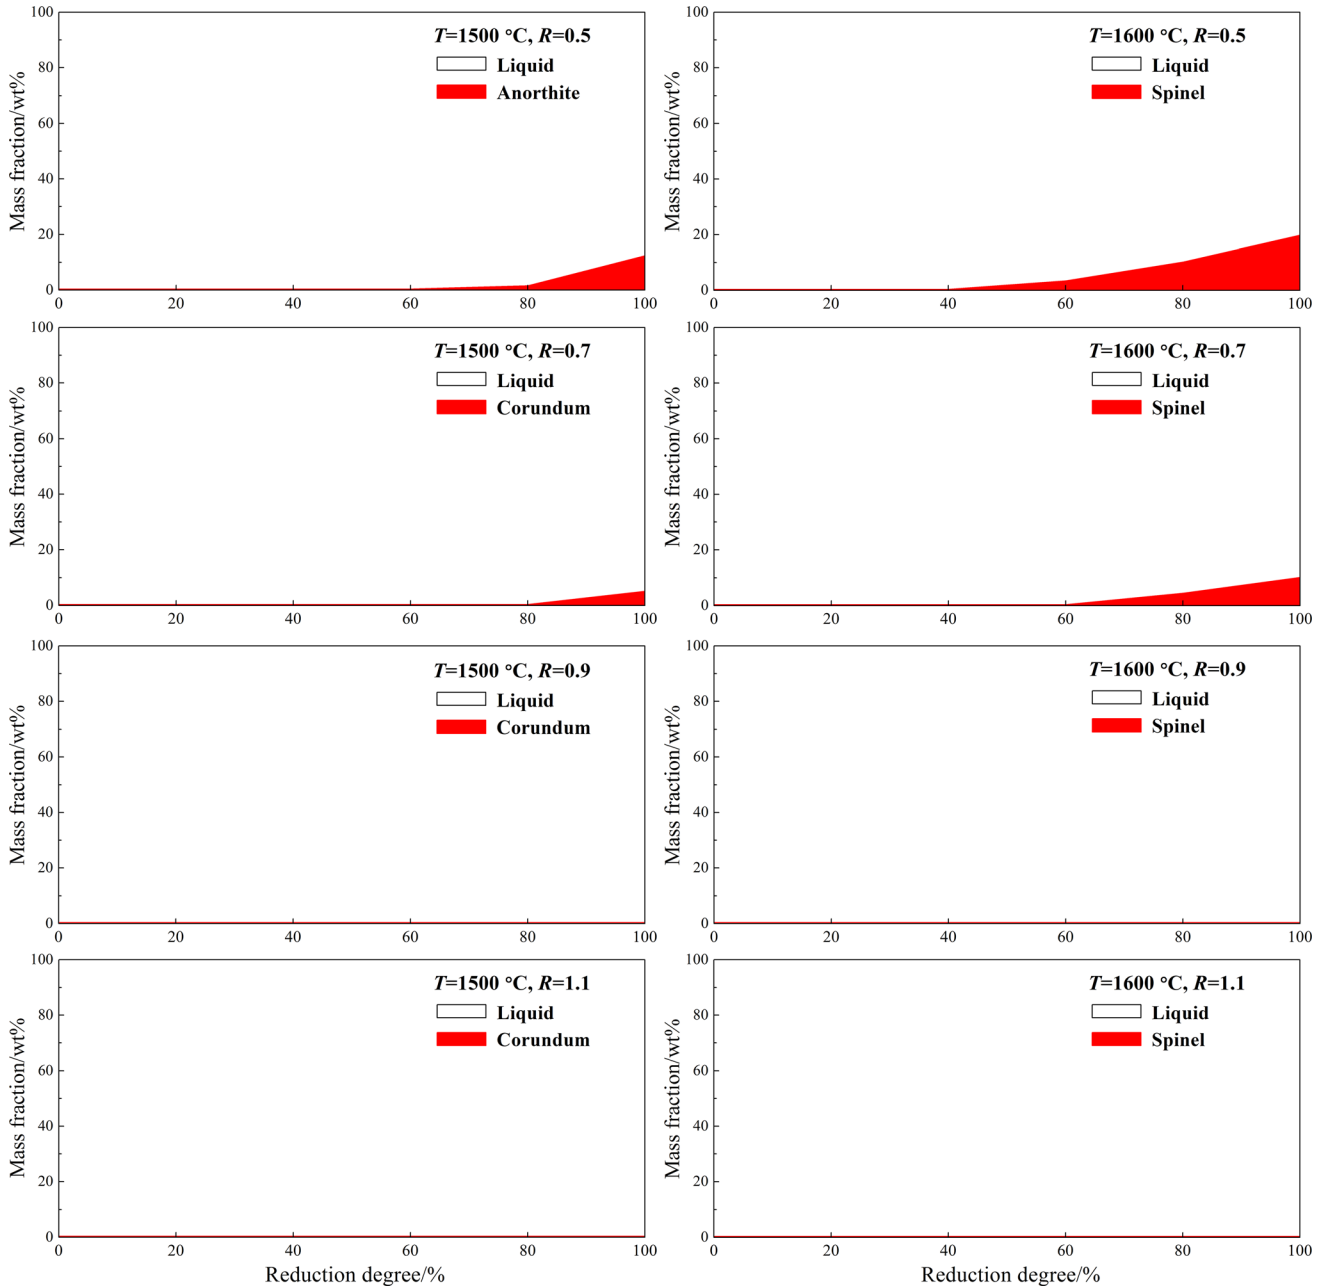 T=1500 °C, R=0.5
Liquid
Anorthite
Mass fraction/wt%
100
80
60
40
20
0
0 20 40 60 80 100
T=1600 °C, R=0.5
Liquid
Spinel
Mass fraction/wt%
100
80
60
40
20
0
0 20 40 60 80 100
T=1500 °C, R=0.7
Liquid
Corundum
Mass fraction/wt%
100
80
60
40
20
0
0 20 40 60 80 100
T=1600 °C, R=0.7
Liquid
Spinel
Mass fraction/wt%
100
80
60
40
20
0
0 20 40 60 80 100
T=1500 °C, R=0.9
Liquid
Corundum
Mass fraction/wt%
100
80
60
40
20
0
0 20 40 60 80 100
T=1600 °C, R=0.9
Liquid
Spinel
Mass fraction/wt%
100
80
60
40
20
0
0 20 40 60 80 100
T=1500 °C, R=1.1
Liquid
Corundum
Mass fraction/wt%
100
80
60
40
20
0
0 20 40 60 80 100
Reduction degree/%
T=1600 °C, R=1.1
Liquid
Spinel
Mass fraction/wt%
100
80
60
40
20
0
0 20 40 60 80 100
Reduction degree/%